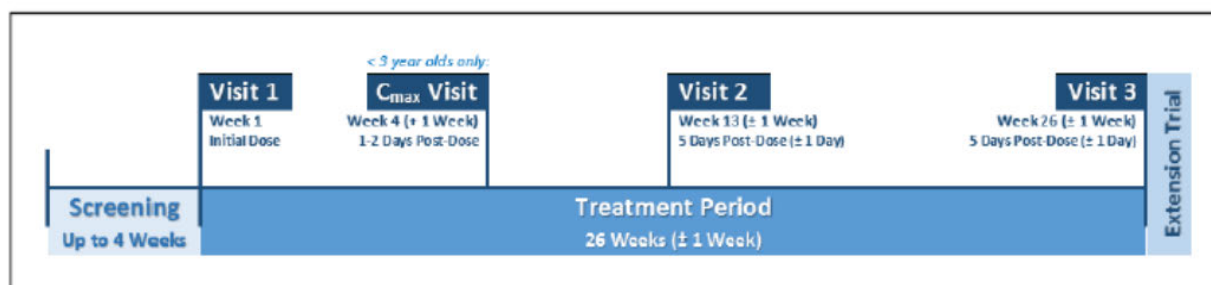 < 3 year olds only:
Visit 1
Week 1
Initial Dose
Cmax Visit
Week 4 (+ 1 Week)
1-2 Days Post-Dose
Visit 2
Week 13 (± 1 Week)
5 Days Post-Dose (± 1 Day)
Visit 3
Week 26 (± 1 Week)
5 Days Post-Dose (± 1 Day)
Extension Trial
Screening
Up to 4 Weeks
Treatment Period
26 Weeks (± 1 Week)